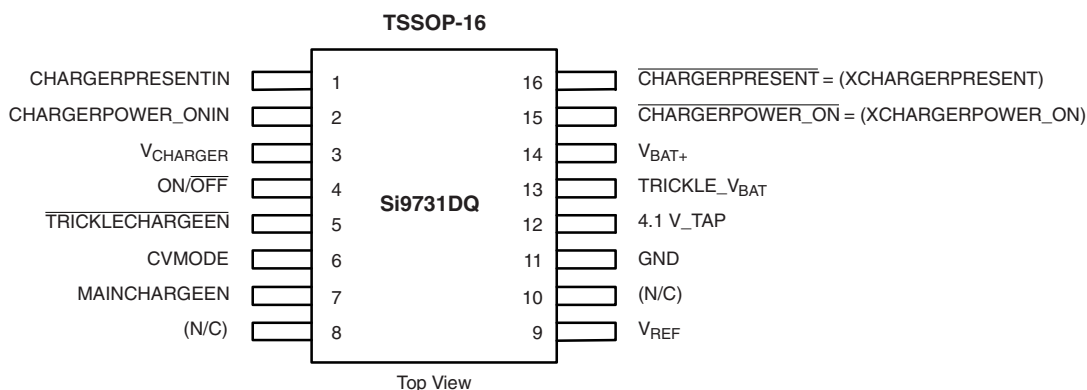 TSSOP-16
CHARGERPRESENTIN 1 16 CHARGERPRESENT = (XCHARGERPRESENT)
CHARGERPOWER_ONIN 2 15 CHARGERPOWER_ON = (XCHARGERPOWER_ON)
VCHARGER 3 14 VBAT+
ON/OFF 4 13 TRICKLE_VBAT
Si9731DQ
TRICKLECHARGEEN 5 12 4.1 V_TAP
CVMODE 6 11 GND
MAINCHARGEEN 7 10 (N/C)
(N/C) 8 9 VREF
Top View